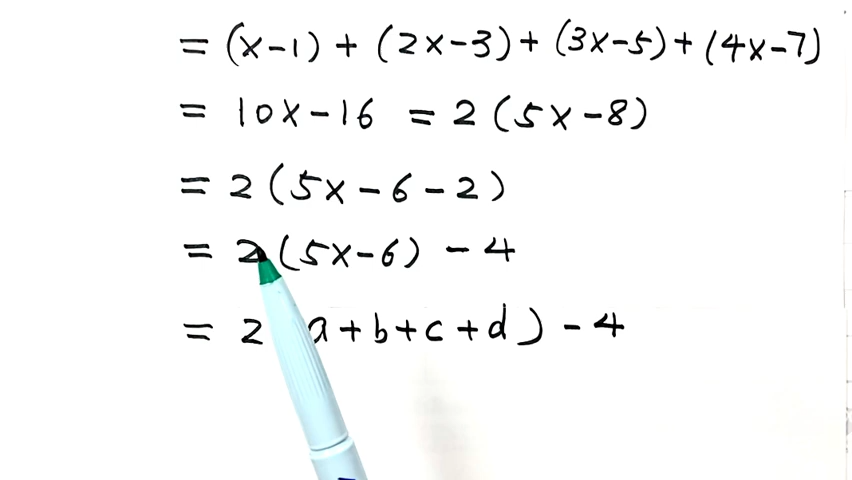 = (x-1) + (2x-3) + (3x-5) + (4x-7)
= 10x-16 = 2(5x-8)
= 2(5x-6-2)
= 2(5x-6) -4
= 2 a+b+c+d) -4